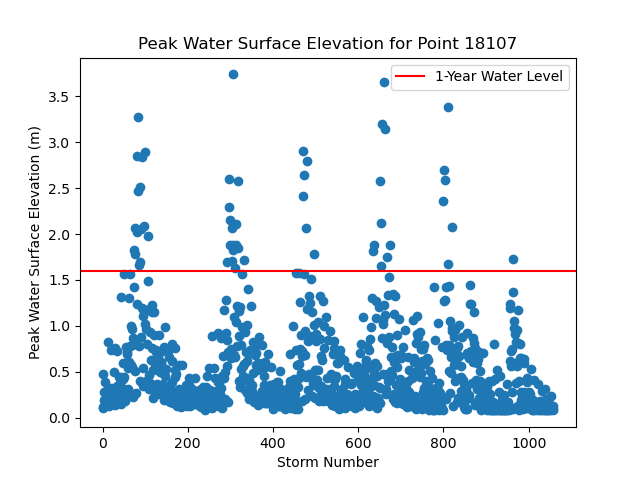 Peak Water Surface Elevation for Point 18107
1-Year Water Level
Peak Water Surface Elevation (m)
3.5
3.0
2.5
2.0
1.5
1.0
0.5
0.0
0 200 400 600 800 1000
Storm Number